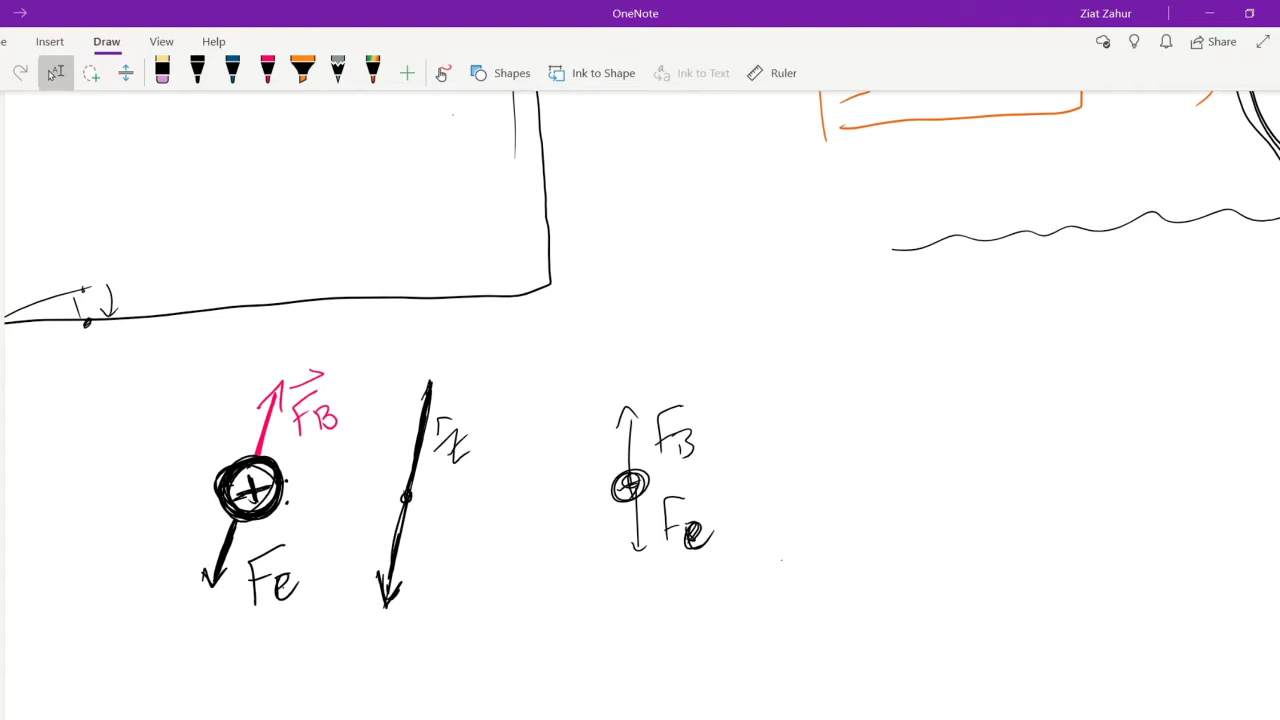 OneNote
Ziat Zahur
Insert Draw View Help
Share
Shapes
Ink to Shape
Ink to Text
Ruler
FB
+
Fe
FB
+
Fe